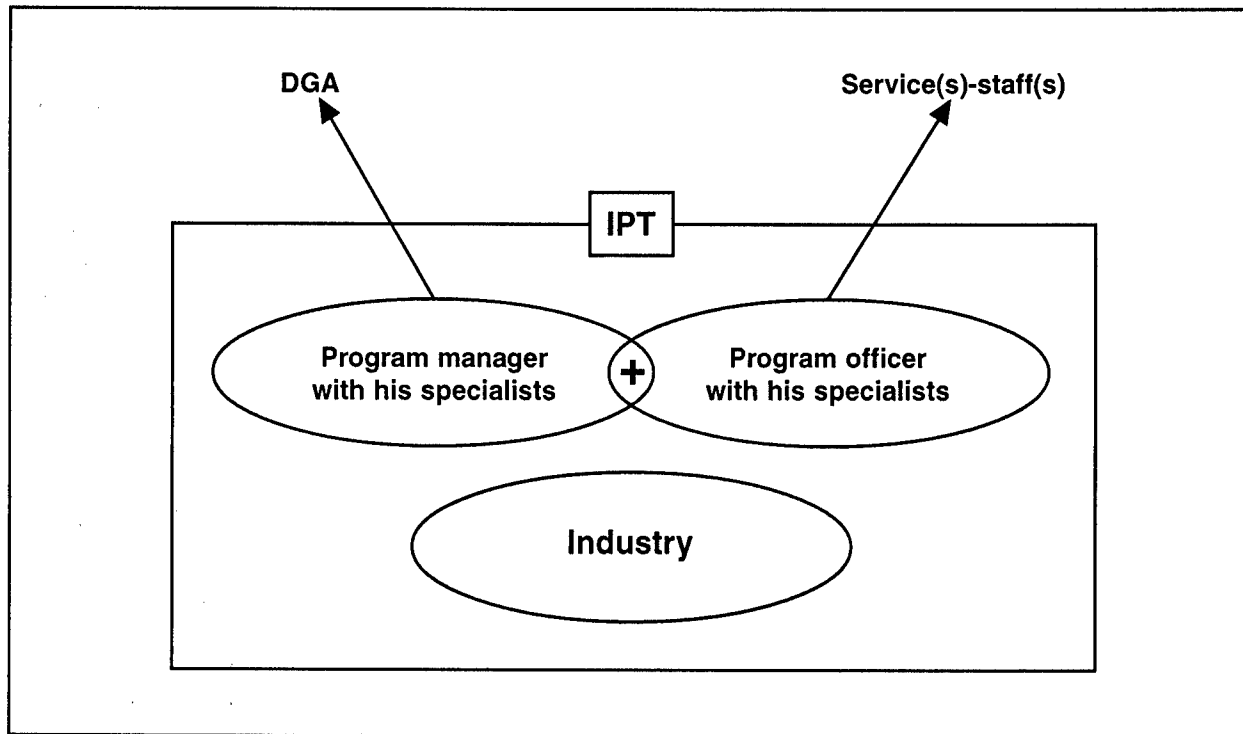 DGA
Service(s)-staff(s)
IPT
Program manager
with his specialists
+
Program officer
with his specialists
Industry